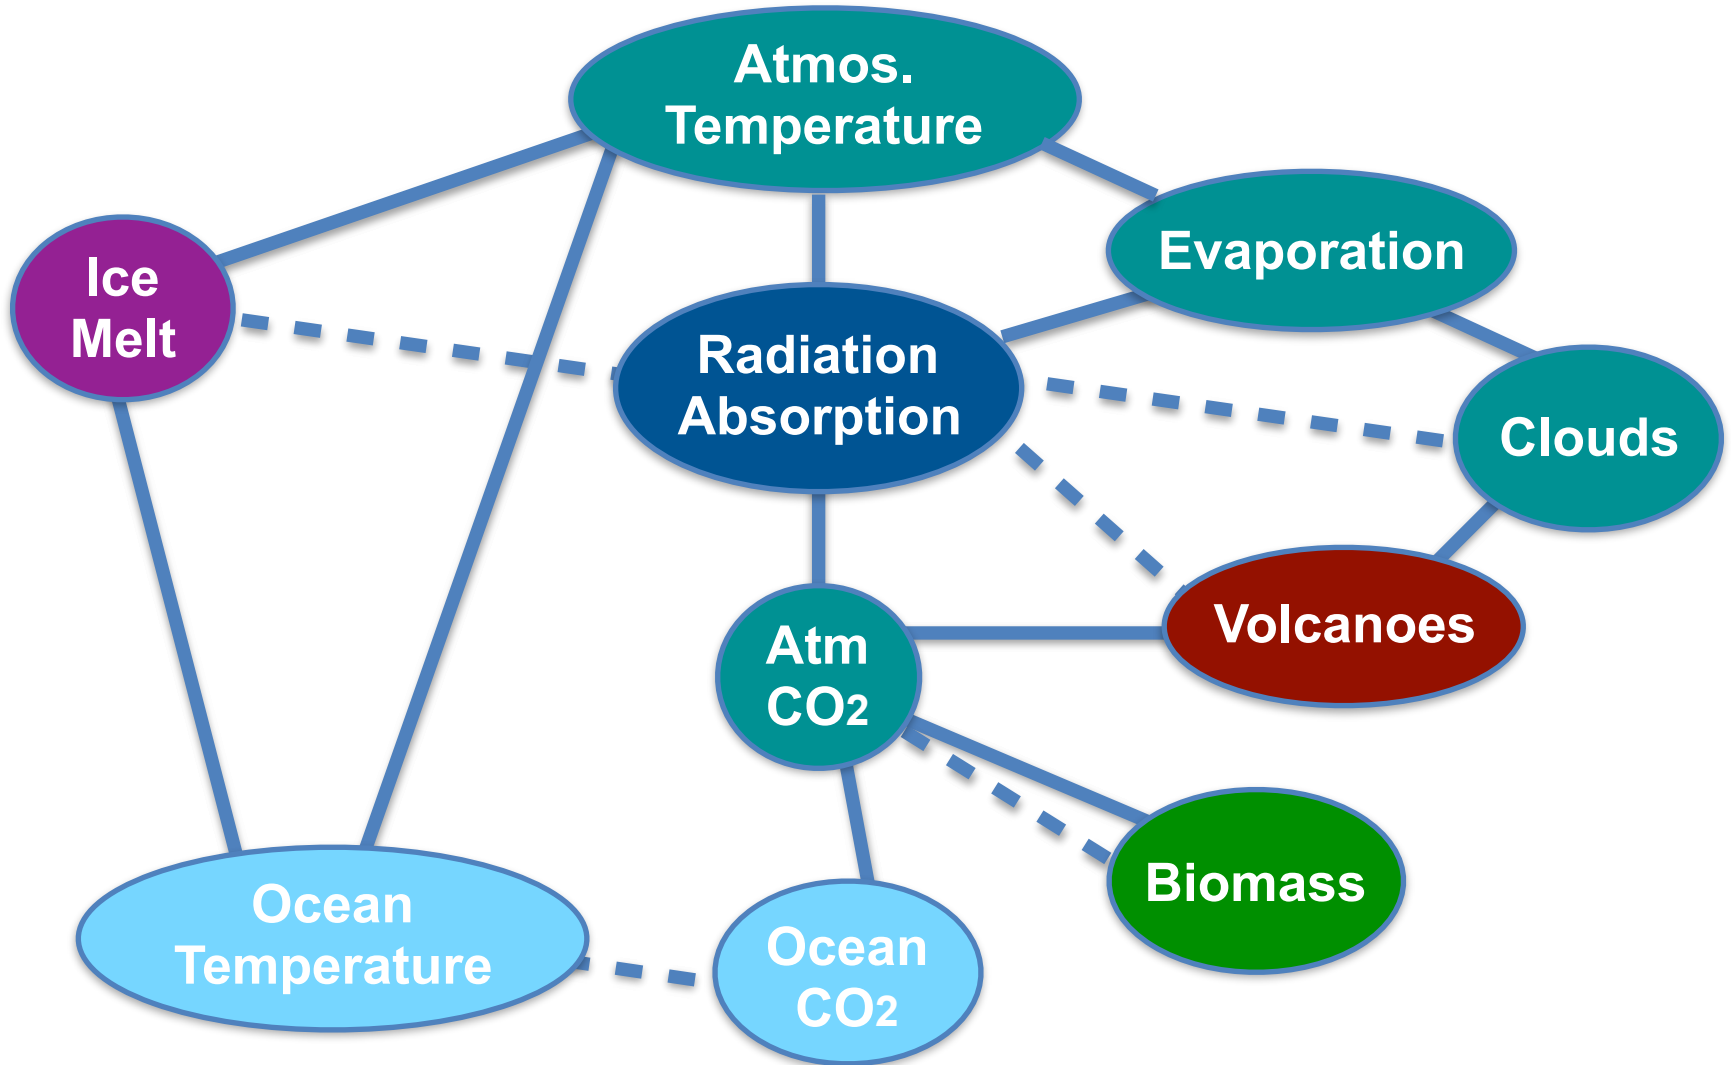 Atmos.
Temperature
Evaporation
Ice
Melt
Radiation
Absorption
Clouds
Volcanoes
Atm
CO2
Biomass
Ocean
Temperature
Ocean
CO2